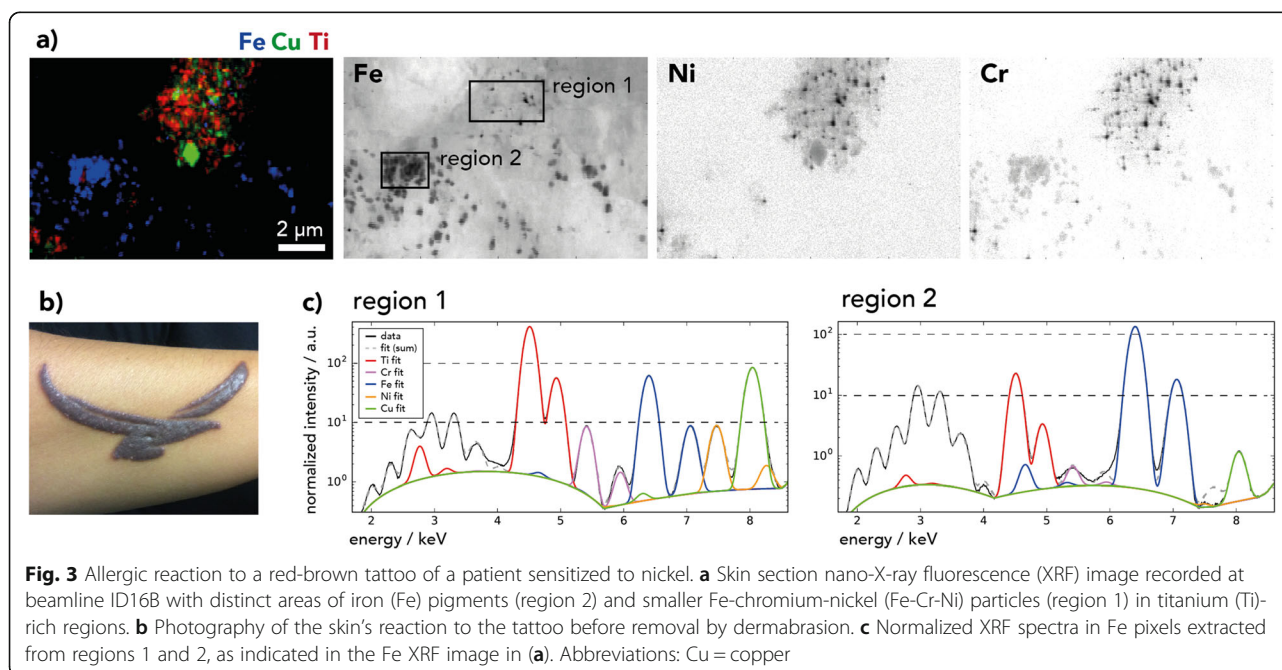 a)
Fe Cu Ti
2 µm
Fe
region 1
region 2
Ni
Cr
b)
c)
region 1
normalized intensity / a.u.
10²
10¹
10⁰
data
fit (sum)
Ti fit
Cr fit
Fe fit
Ni fit
Cu fit
2 3 4 5 6 7 8
energy / keV
region 2
10²
10¹
10⁰
2 3 4 5 6 7 8
energy / keV
Fig. 3 Allergic reaction to a red-brown tattoo of a patient sensitized to nickel. a Skin section nano-X-ray fluorescence (XRF) image recorded at
beamline ID16B with distinct areas of iron (Fe) pigments (region 2) and smaller Fe-chromium-nickel (Fe-Cr-Ni) particles (region 1) in titanium (Ti)-
rich regions. b Photography of the skin's reaction to the tattoo before removal by dermabrasion. c Normalized XRF spectra in Fe pixels extracted
from regions 1 and 2, as indicated in the Fe XRF image in (a). Abbreviations: Cu = copper